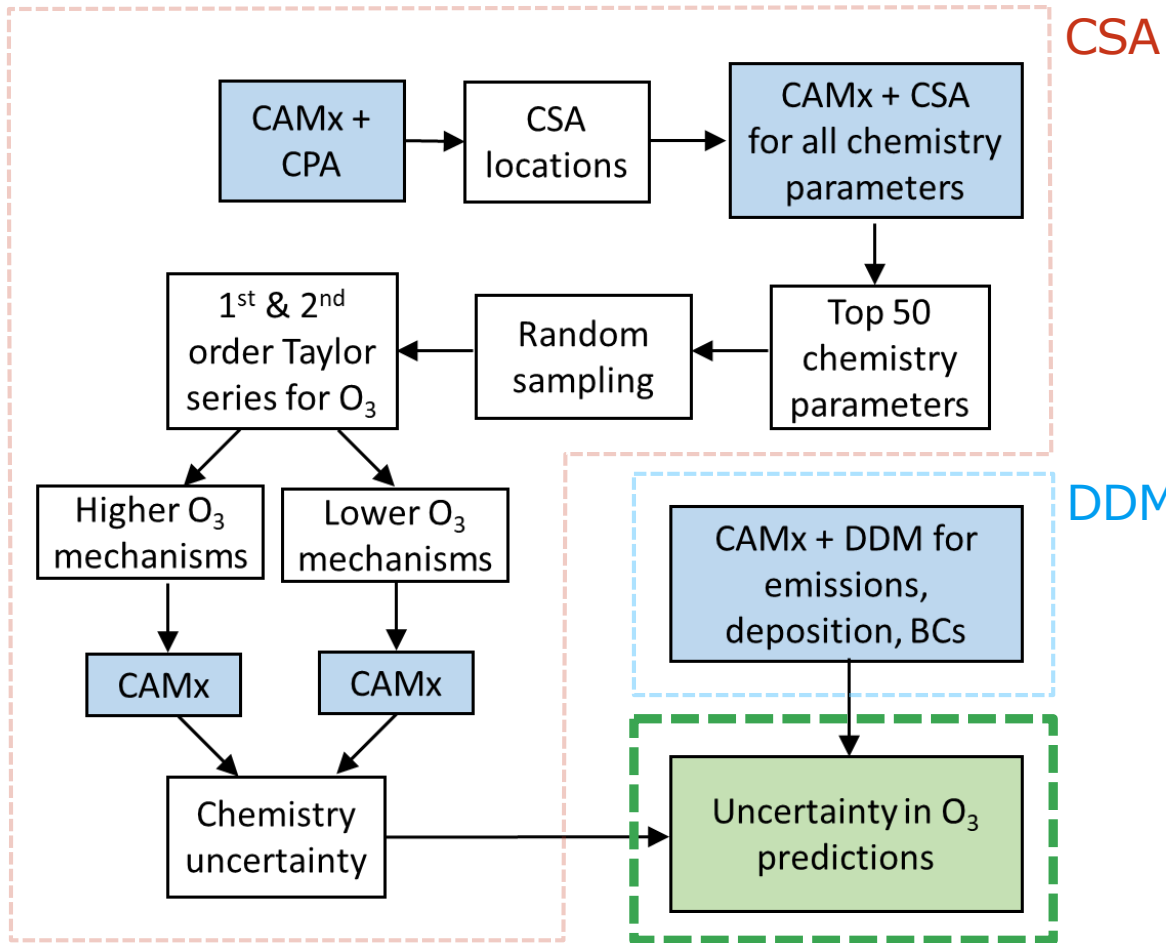 CSA
CAMx +
CPA
CSA
locations
CAMx + CSA
for all chemistry
parameters
1st & 2nd
order Taylor
series for O3
Random
sampling
Top 50
chemistry
parameters
Higher O3
mechanisms
Lower O3
mechanisms
DDM
CAMx + DDM for
emissions,
deposition, BCs
CAMx
CAMx
Chemistry
uncertainty
Uncertainty in O3
predictions